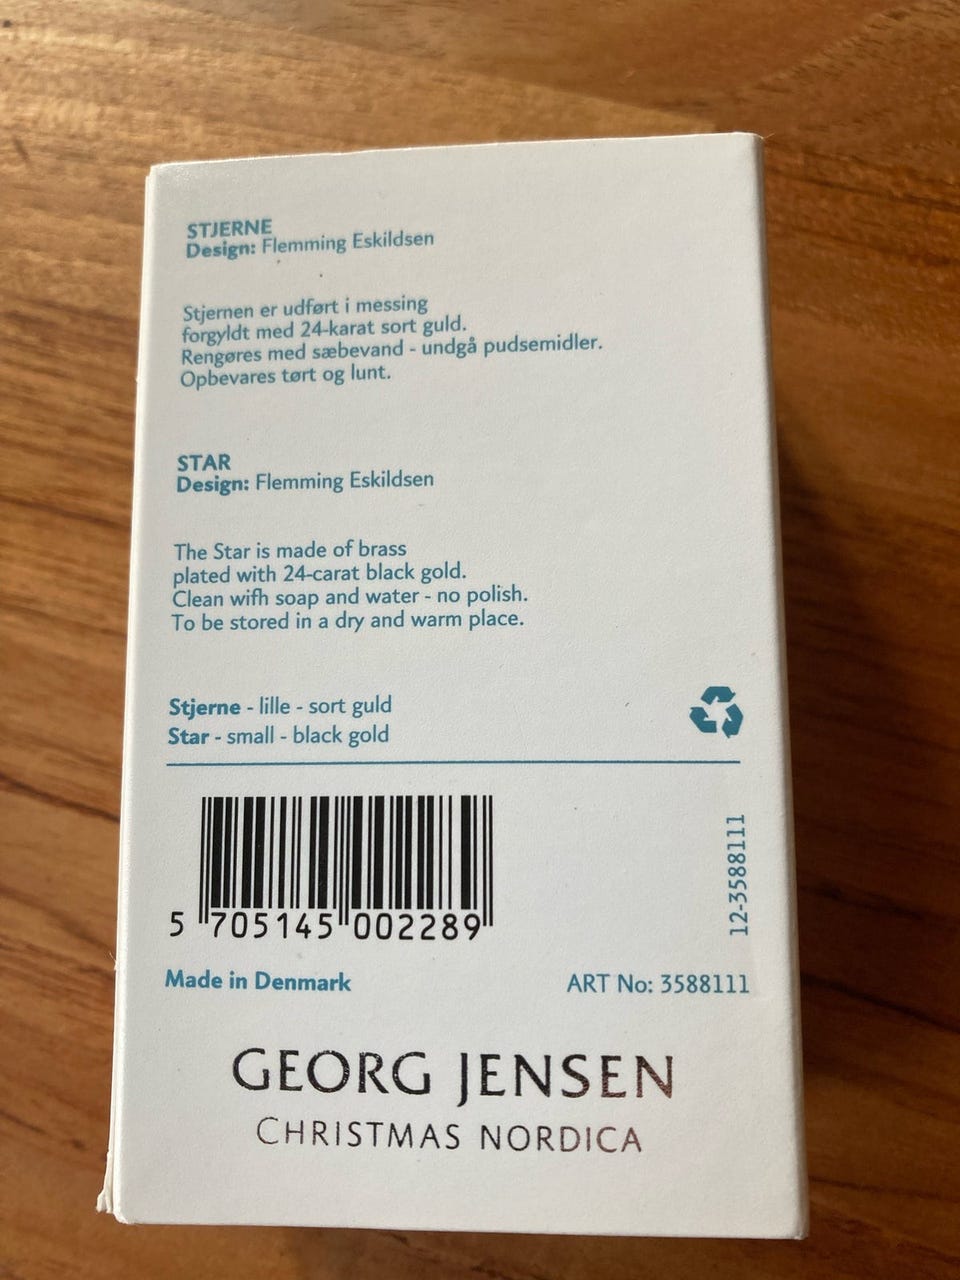 STJERNE
Design: Flemming Eskildsen
Stjernen er udført i messing
forgyldt med 24-karat sort guld.
Rengøres med sæbevand - undgå pudsemidler.
Opbevares tørt og lunt.
STAR
Design: Flemming Eskildsen
The Star is made of brass
plated with 24-carat black gold.
Clean wifh soap and water - no polish.
To be stored in a dry and warm place.
Stjerne - lille - sort guld
Star - small - black gold
5 705145 002289
12-3588111
Made in Denmark
ART No: 3588111
GEORG JENSEN
CHRISTMAS NORDICA